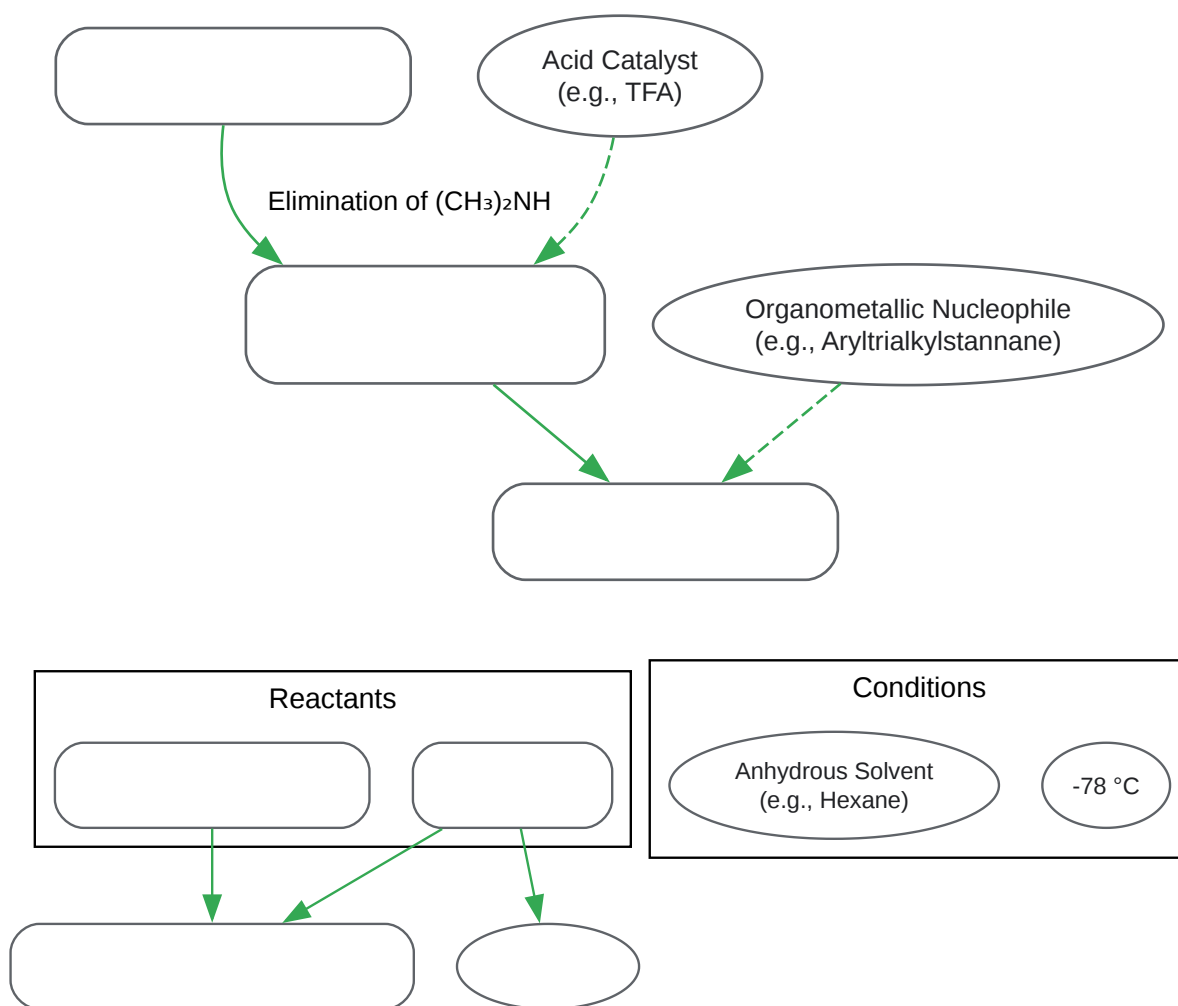 Acid Catalyst
(e.g., TFA)
Elimination of (CH₃)₂NH
Organometallic Nucleophile
(e.g., Aryltrialkylstannane)
Reactants
Conditions
Anhydrous Solvent
(e.g., Hexane)
-78 °C